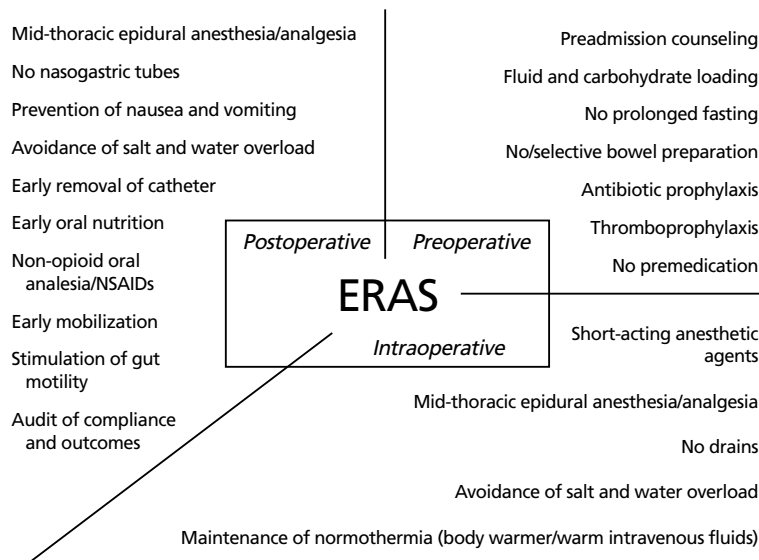 Mid-thoracic epidural anesthesia/analgesia
No nasogastric tubes
Prevention of nausea and vomiting
Avoidance of salt and water overload
Early removal of catheter
Early oral nutrition
Non-opioid oral
analesia/NSAIDs
Early mobilization
Stimulation of gut
motility
Audit of compliance
and outcomes
Preadmission counseling
Fluid and carbohydrate loading
No prolonged fasting
No/selective bowel preparation
Antibiotic prophylaxis
Thromboprophylaxis
No premedication
Postoperative
Preoperative
ERAS
Intraoperative
Short-acting anesthetic
agents
Mid-thoracic epidural anesthesia/analgesia
No drains
Avoidance of salt and water overload
Maintenance of normothermia (body warmer/warm intravenous fluids)